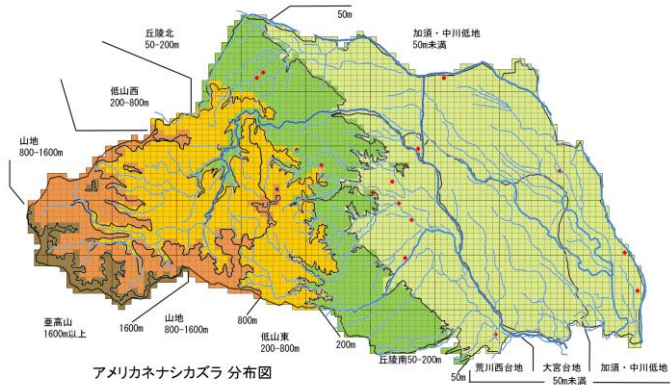 50m
加須・中川低地
50m未満
丘陵北
50-200m
低山西
200-800m
山地
800-1600m
亜高山
1600m以上
1600m
山地
800-1600m
800m
低山東
200-800m
200m
丘陵南50-200m
50m
荒川西台地
大宮台地
50m未満
加須・中川低地
アメリカネナシカズラ 分布図